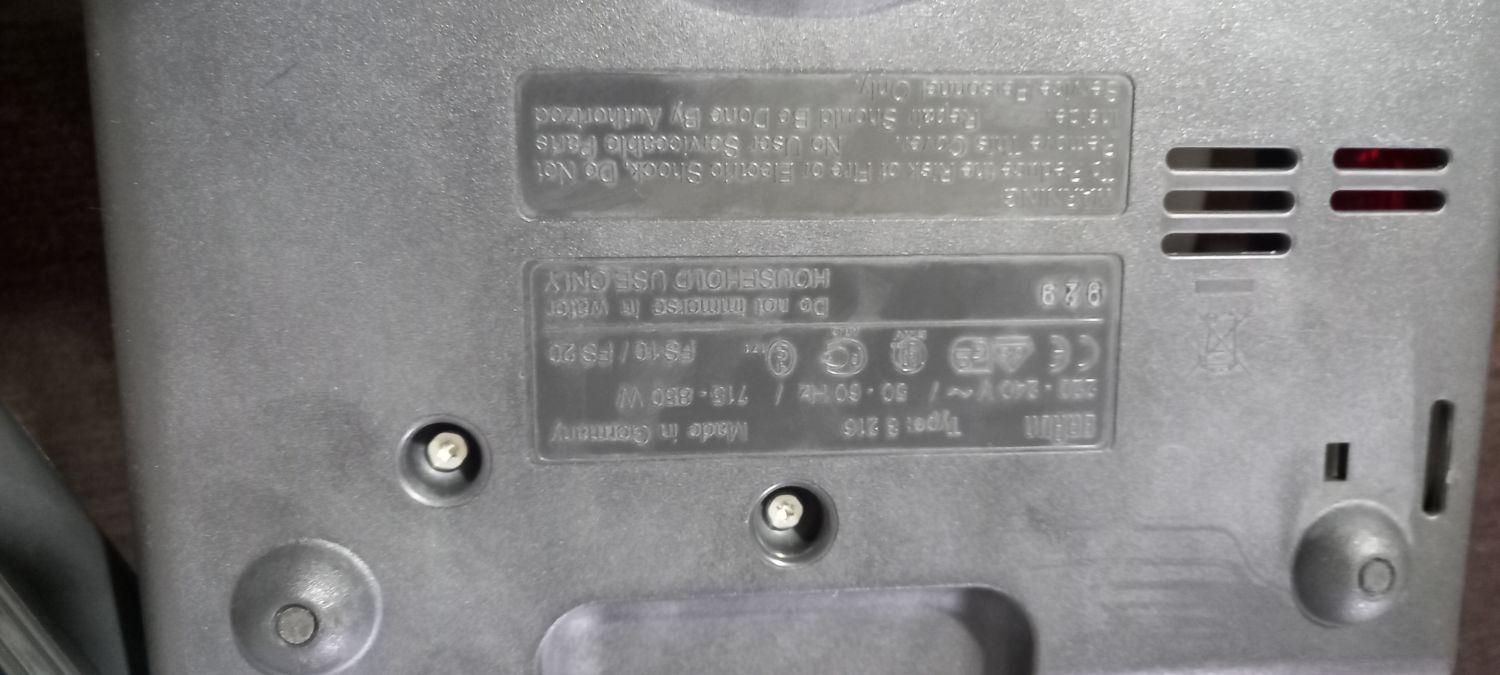 BRAUN Type: 3 216 Made in Germany
220 - 240 V ~ / 50 - 60 Hz / 715 - 850 W
CE FS 10 / FS 20
923 Do not immerse in water
HOUSEHOLD USE ONLY
WARNING
To Reduce the Risk of Fire or Electric Shock, Do Not
Remove This Cover. No User Serviceable Parts
Inside. Repair Should Be Done By Authorized
Service Personnel Only.